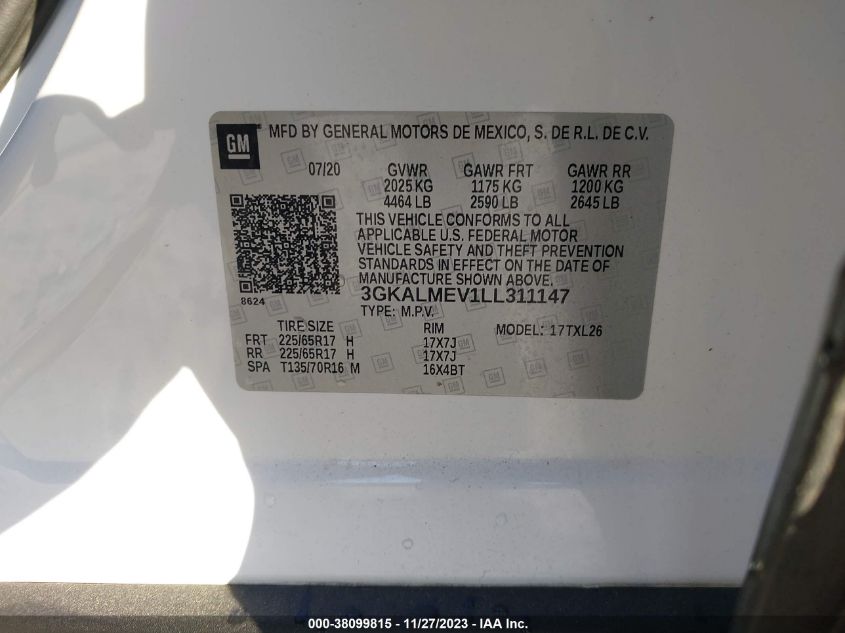 GM
MFD BY GENERAL MOTORS DE MEXICO, S. DE R.L. DE C.V.
07/20 GVWR GAWR FRT GAWR RR
2025 KG 1175 KG 1200 KG
4464 LB 2590 LB 2645 LB
THIS VEHICLE CONFORMS TO ALL
APPLICABLE U.S. FEDERAL MOTOR
VEHICLE SAFETY AND THEFT PREVENTION
STANDARDS IN EFFECT ON THE DATE OF
MANUFACTURE SHOWN ABOVE.
8624
3GKALMEV1LL311147
TYPE: M.P.V.
TIRE SIZE RIM MODEL: 17TXL26
FRT 225/65R17 H 17X7J
RR 225/65R17 H 17X7J
SPA T135/70R16 M 16X4BT
000-38099815 - 11/27/2023 - IAA Inc.